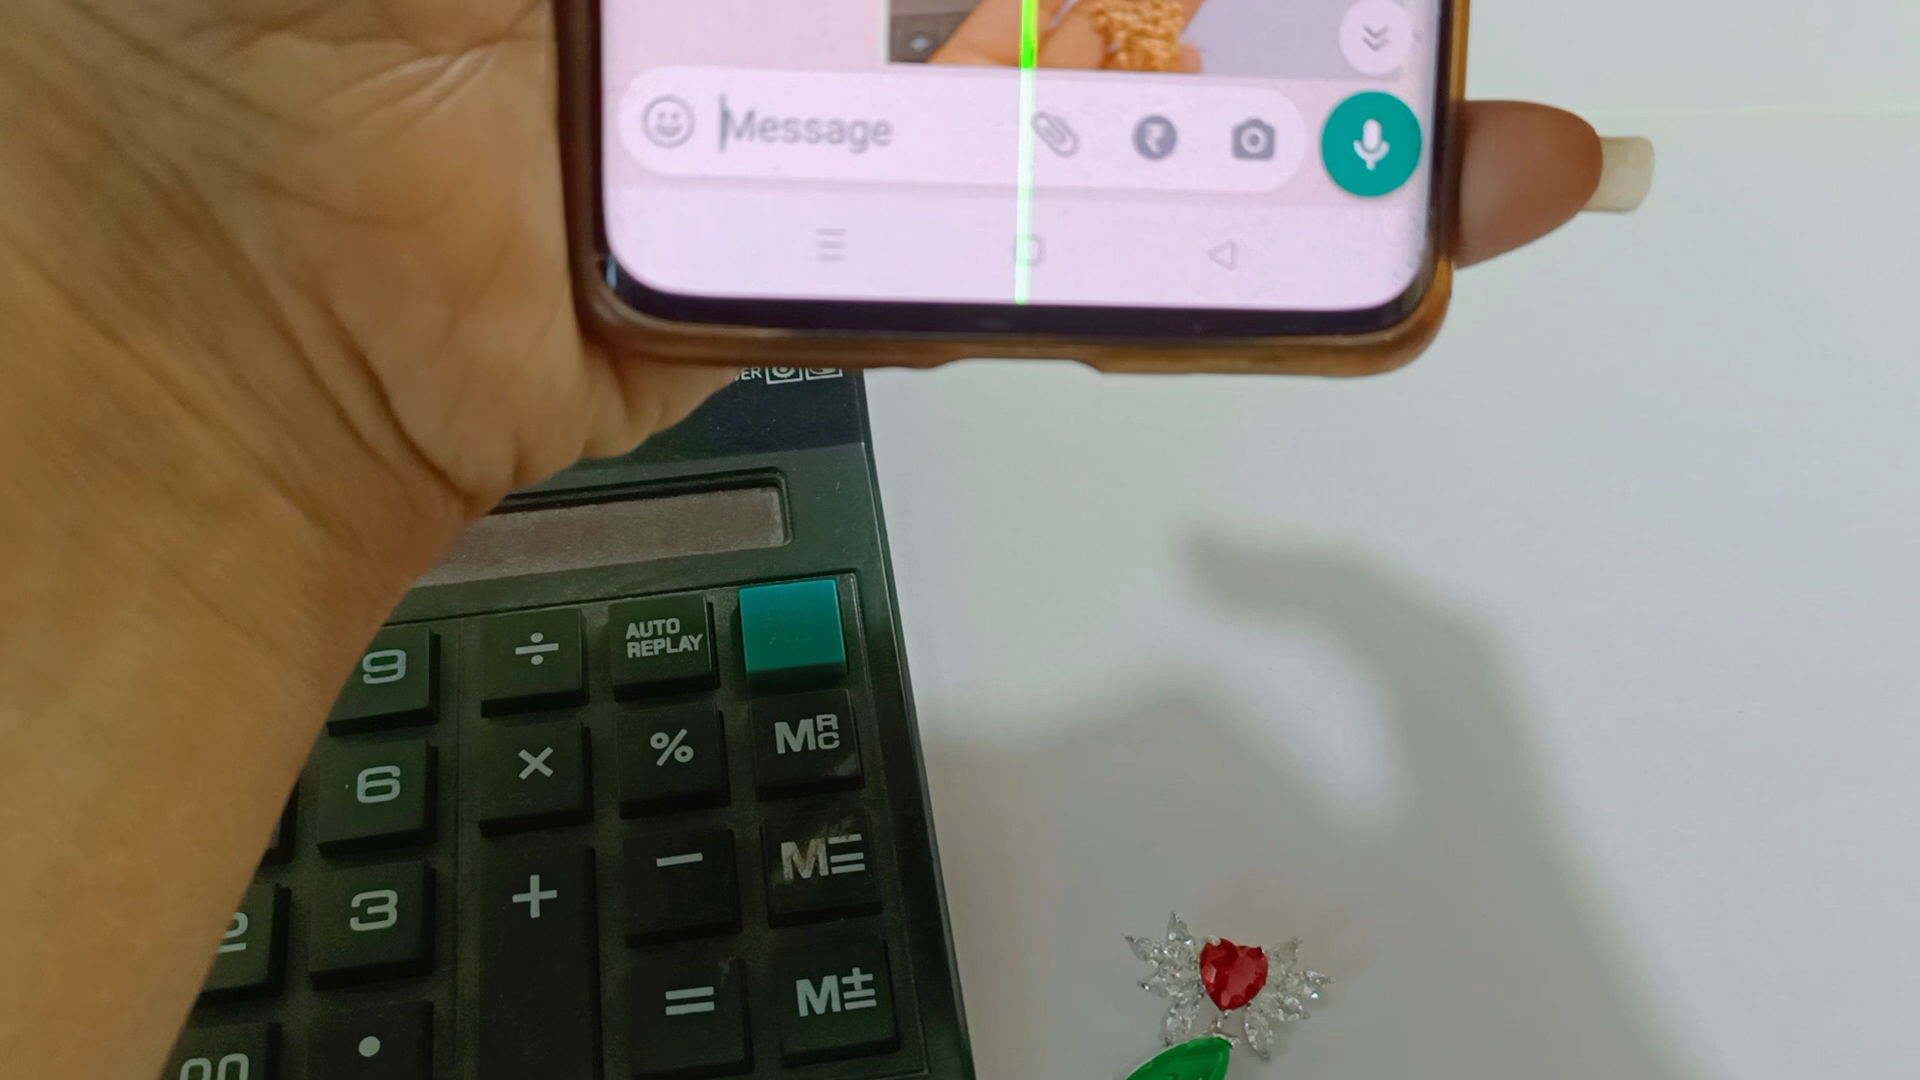 Message
AUTO
REPLAY
9 ÷
6 × % MRC
3 + − M=
= M±
00 .